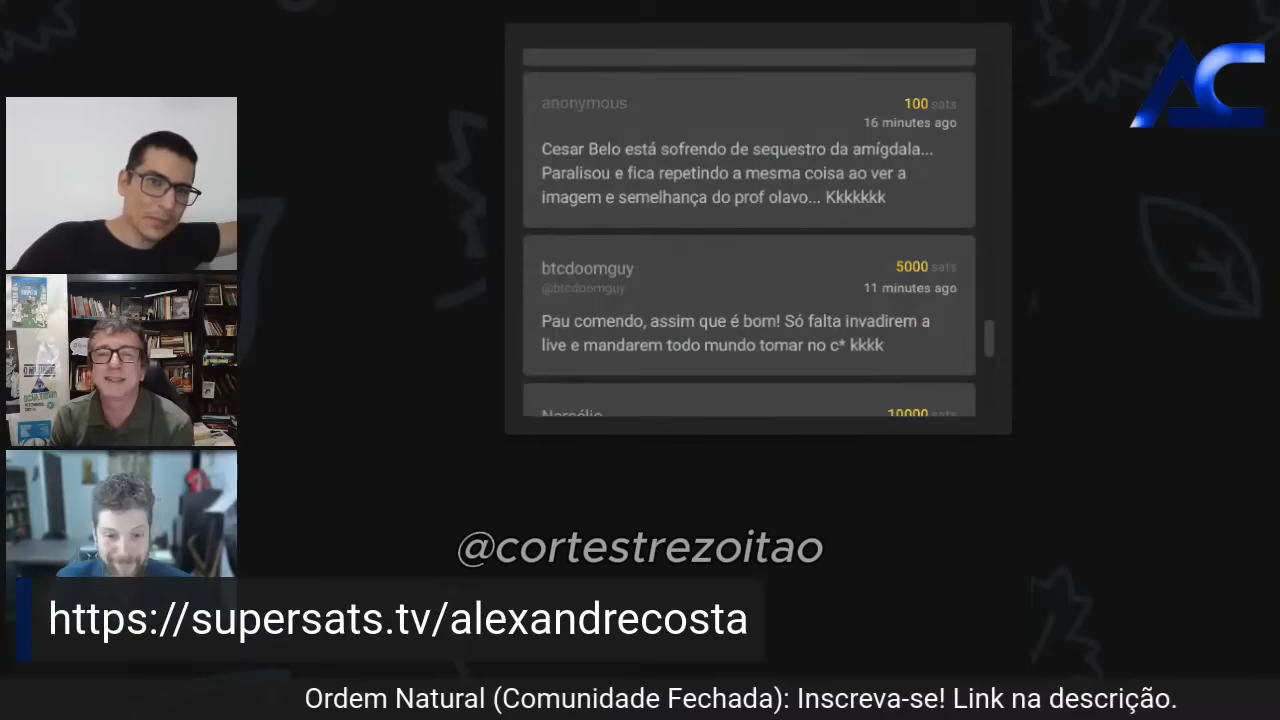 AC
anonymous
100 sats
16 minutes ago
Cesar Belo está sofrendo de sequestro da amígdala...
Paralisou e fica repetindo a mesma coisa ao ver a
imagem e semelhança do prof olavo... Kkkkkkk
btcdoomguy
5000 sats
@btcdoomguy
11 minutes ago
Pau comendo, assim que é bom! Só falta invadirem a
live e mandarem todo mundo tomar no c* kkkk
Narcélio
10000 sats
@cortestrezoitao
https://supersats.tv/alexandrecosta
Ordem Natural (Comunidade Fechada): Inscreva-se! Link na descrição.